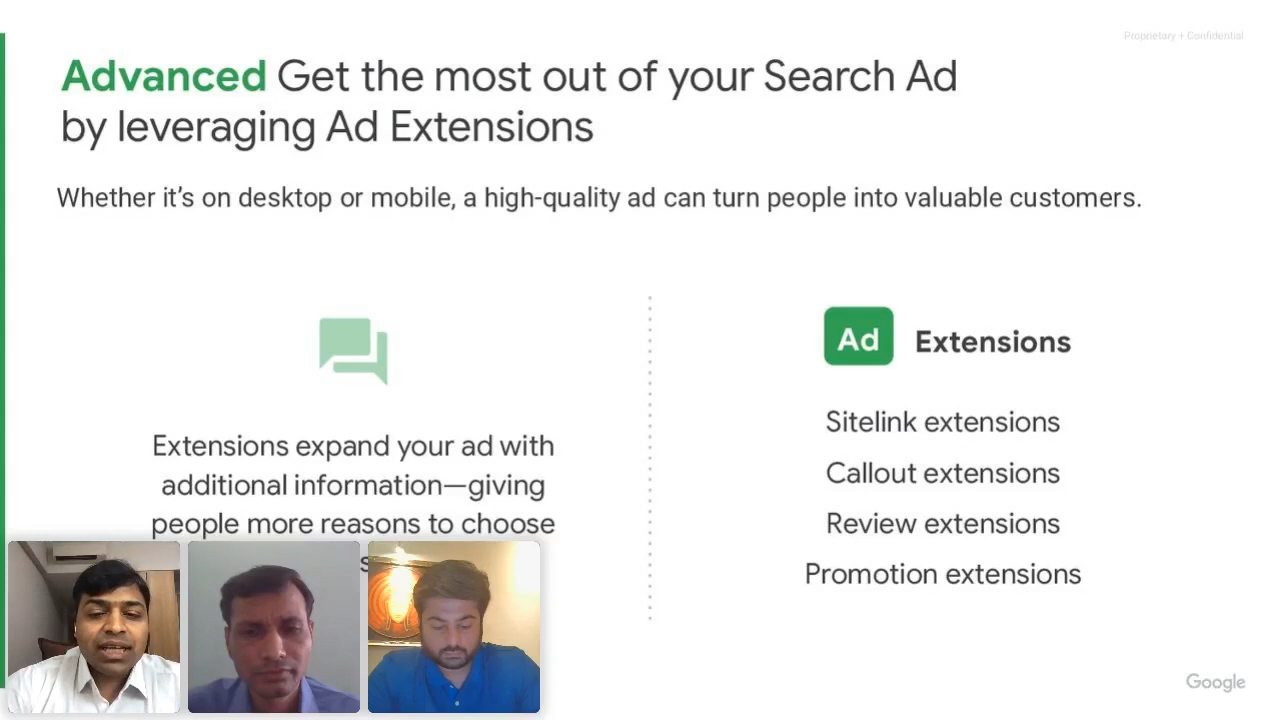 Proprietary + Confidential
Advanced Get the most out of your Search Ad
by leveraging Ad Extensions
Whether it's on desktop or mobile, a high-quality ad can turn people into valuable customers.
Extensions expand your ad with
additional information—giving
people more reasons to choose
Ad Extensions
Sitelink extensions
Callout extensions
Review extensions
Promotion extensions
Google